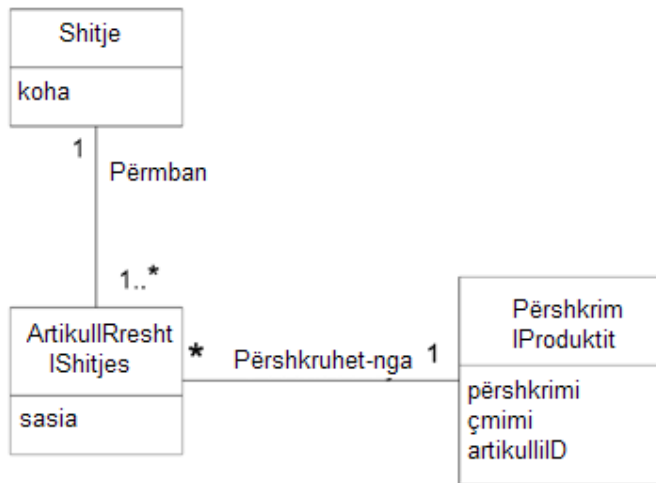 Shitje
koha
1
Përmban
1..*
ArtikullRresht
IShitjes
sasia
* Përshkruhet-nga 1
Përshkrim
IProduktit
përshkrimi
çmimi
artikulliID